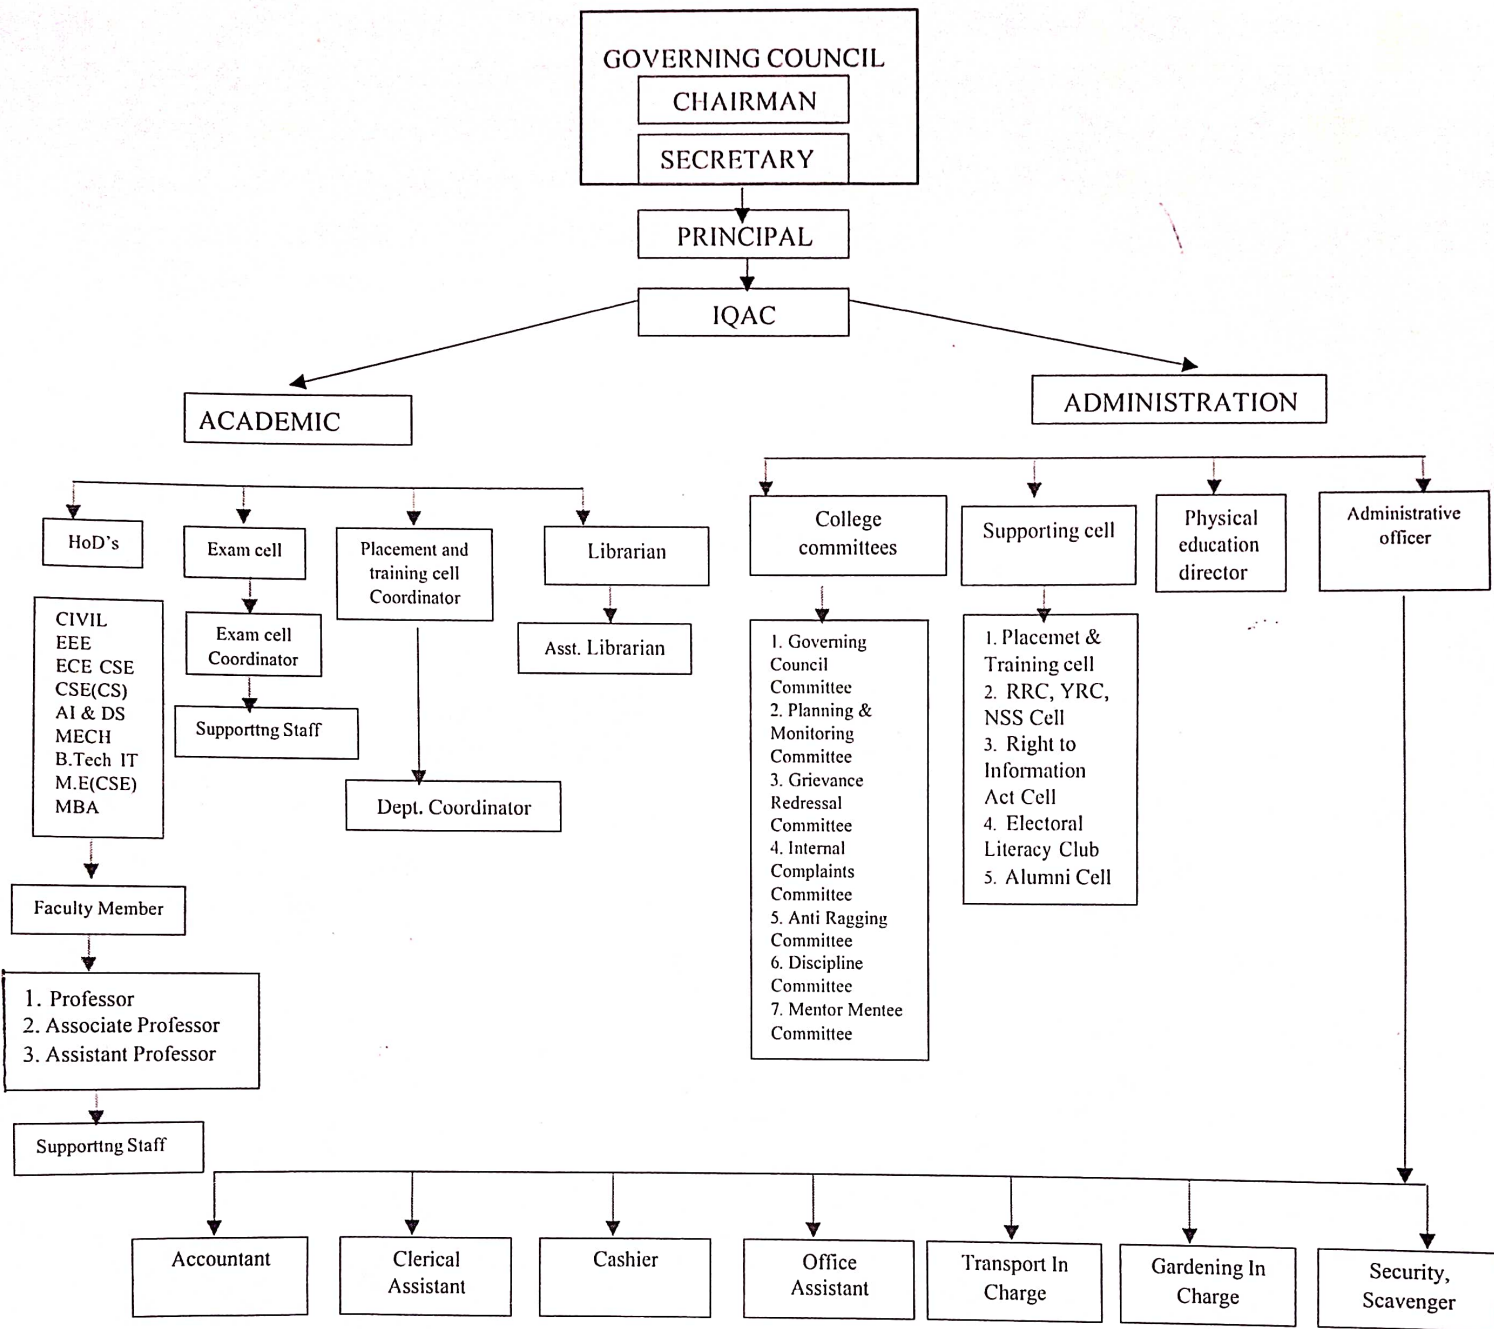 GOVERNING COUNCIL
CHAIRMAN
SECRETARY
PRINCIPAL
IQAC
ACADEMIC
ADMINISTRATION
HoD's
Exam cell
Placement and
training cell
Coordinator
Librarian
College
committees
Supporting cell
Physical
education
director
Administrative
officer
CIVIL
EEE
ECE CSE
CSE(CS)
AI & DS
MECH
B.Tech IT
M.E(CSE)
MBA
Exam cell
Coordinator
Supporttng Staff
Dept. Coordinator
Asst. Librarian
1. Governing
Council
Committee
2. Planning &
Monitoring
Committee
3. Grievance
Redressal
Committee
4. Internal
Complaints
Committee
5. Anti Ragging
Committee
6. Discipline
Committee
7. Mentor Mentee
Committee
1. Placemet &
Training cell
2. RRC, YRC,
NSS Cell
3. Right to
Information
Act Cell
4. Electoral
Literacy Club
5. Alumni Cell
Faculty Member
1. Professor
2. Associate Professor
3. Assistant Professor
Supporttng Staff
Accountant
Clerical
Assistant
Cashier
Office
Assistant
Transport In
Charge
Gardening In
Charge
Security,
Scavenger